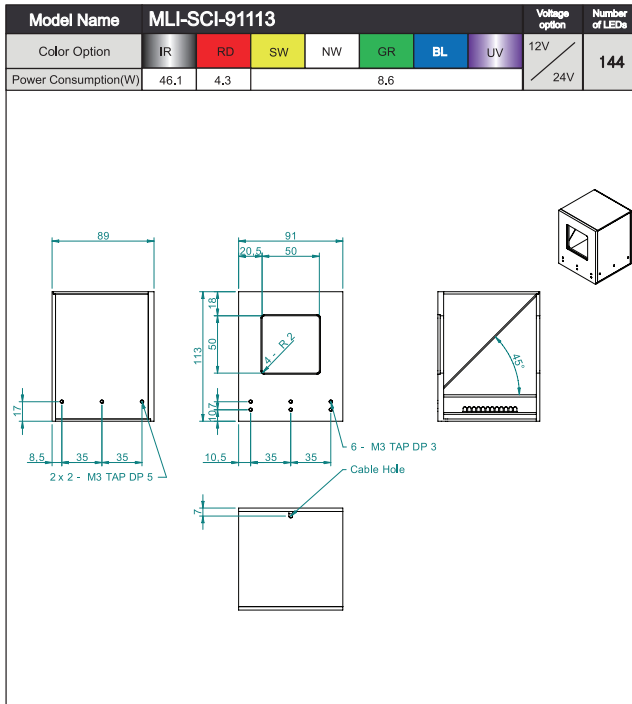 Model Name MLI-SCI-91113 Voltage option Number of LEDs
Color Option IR RD SW NW GR BL UV 12V 24V 144
Power Consumption(W) 46.1 4.3 8.6
89
91
20,5 50
18
50
113
4 - R 2
45°
17
7
10
8,5 35 35
10,5 35 35
6 - M3 TAP DP 3
2 x 2 - M3 TAP DP 5
Cable Hole
7